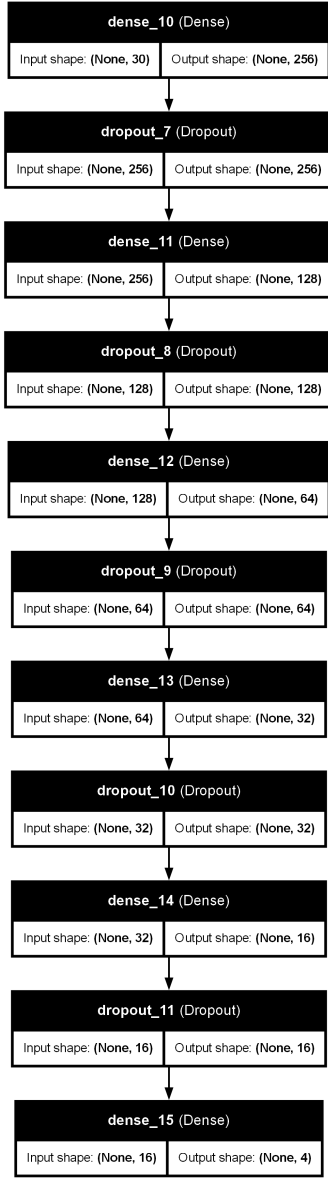 dense_10 (Dense)
Input shape: (None, 30) Output shape: (None, 256)
dropout_7 (Dropout)
Input shape: (None, 256) Output shape: (None, 256)
dense_11 (Dense)
Input shape: (None, 256) Output shape: (None, 128)
dropout_8 (Dropout)
Input shape: (None, 128) Output shape: (None, 128)
dense_12 (Dense)
Input shape: (None, 128) Output shape: (None, 64)
dropout_9 (Dropout)
Input shape: (None, 64) Output shape: (None, 64)
dense_13 (Dense)
Input shape: (None, 64) Output shape: (None, 32)
dropout_10 (Dropout)
Input shape: (None, 32) Output shape: (None, 32)
dense_14 (Dense)
Input shape: (None, 32) Output shape: (None, 16)
dropout_11 (Dropout)
Input shape: (None, 16) Output shape: (None, 16)
dense_15 (Dense)
Input shape: (None, 16) Output shape: (None, 4)